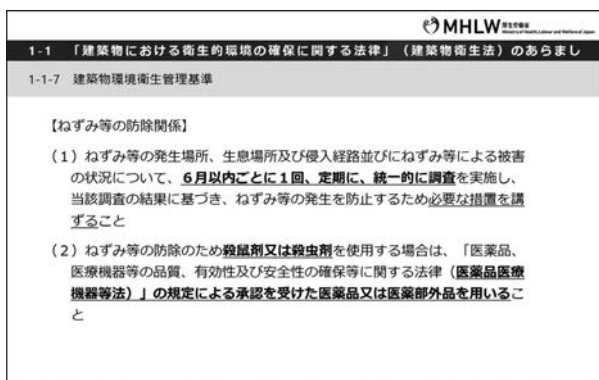 MHLW 厚生労働省
Ministry of Health, Labour and Welfare of Japan
1-1 「建築物における衛生的環境の確保に関する法律」(建築物衛生法)のあらまし
1-1-7 建築物環境衛生管理基準
【ねずみ等の防除関係】
(1)ねずみ等の発生場所、生息場所及び侵入経路並びにねずみ等による被害
の状況について、6月以内ごとに1回、定期に、統一的に調査を実施し、
当該調査の結果に基づき、ねずみ等の発生を防止するため必要な措置を講
ずること
(2)ねずみ等の防除のため殺鼠剤又は殺虫剤を使用する場合は、「医薬品、
医療機器等の品質、有効性及び安全性の確保等に関する法律(医薬品医療
機器等法)」の規定による承認を受けた医薬品又は医薬部外品を用いるこ
と